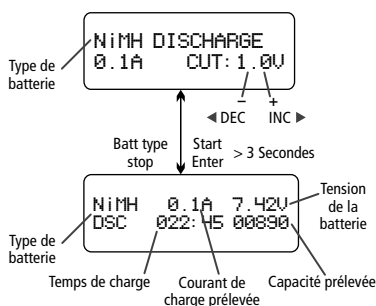 NiMH DISCHARGE
0.1A CUT: 1.0V
Type de
batterie
- +
◀ DEC INC ▶
Batt type
stop
Start
Enter
> 3 Secondes
NiMH 0.1A 7.42V
DSC 022:45 00890
Tension
de la
batterie
Type de
batterie
Temps de charge
Courant de
charge prélevée
Capacité prélevée